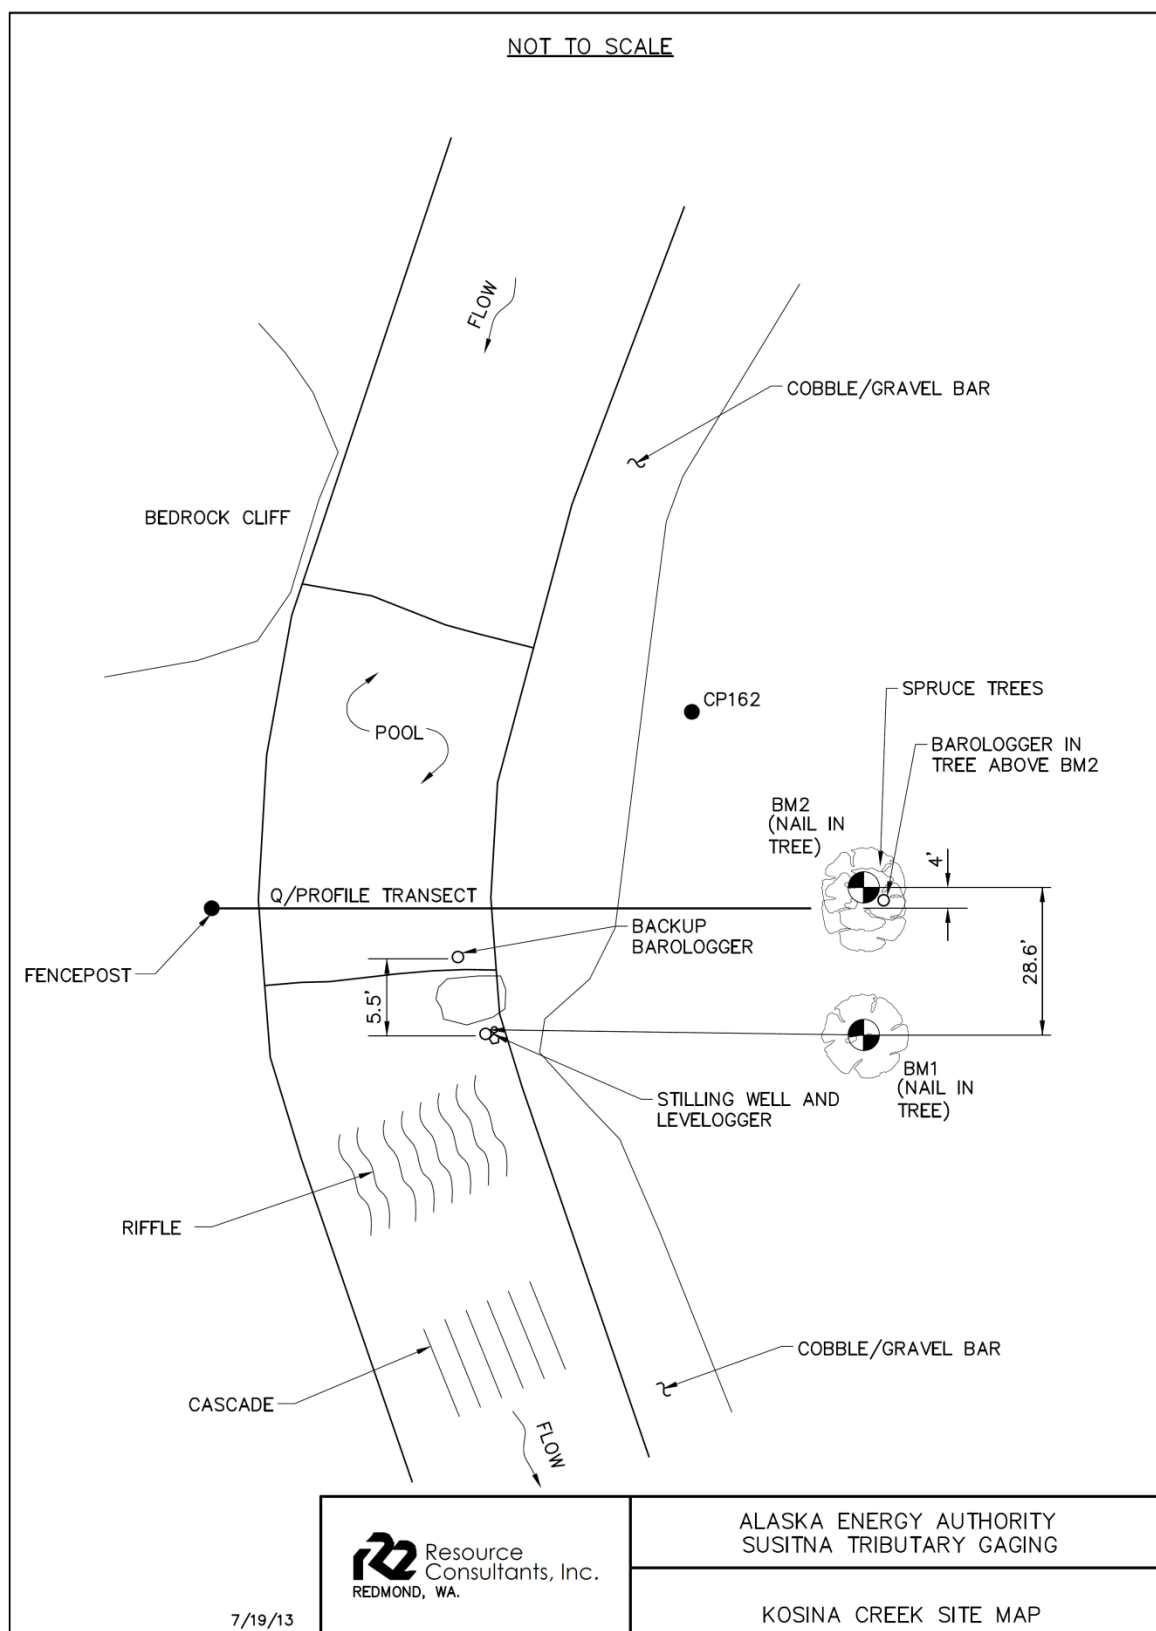 NOT TO SCALE
FLOW
COBBLE/GRAVEL BAR
BEDROCK CLIFF
SPRUCE TREES
CP162
POOL
BAROLOGGER IN
TREE ABOVE BM2
BM2
(NAIL IN
TREE)
4'
Q/PROFILE TRANSECT
BACKUP
BAROLOGGER
FENCEPOST
28.6'
5.5'
BM1
(NAIL IN
TREE)
STILLING WELL AND
LEVELOGGER
RIFFLE
COBBLE/GRAVEL BAR
CASCADE
FLOW
R2 Resource
Consultants, Inc.
REDMOND, WA.
ALASKA ENERGY AUTHORITY
SUSITNA TRIBUTARY GAGING
7/19/13
KOSINA CREEK SITE MAP